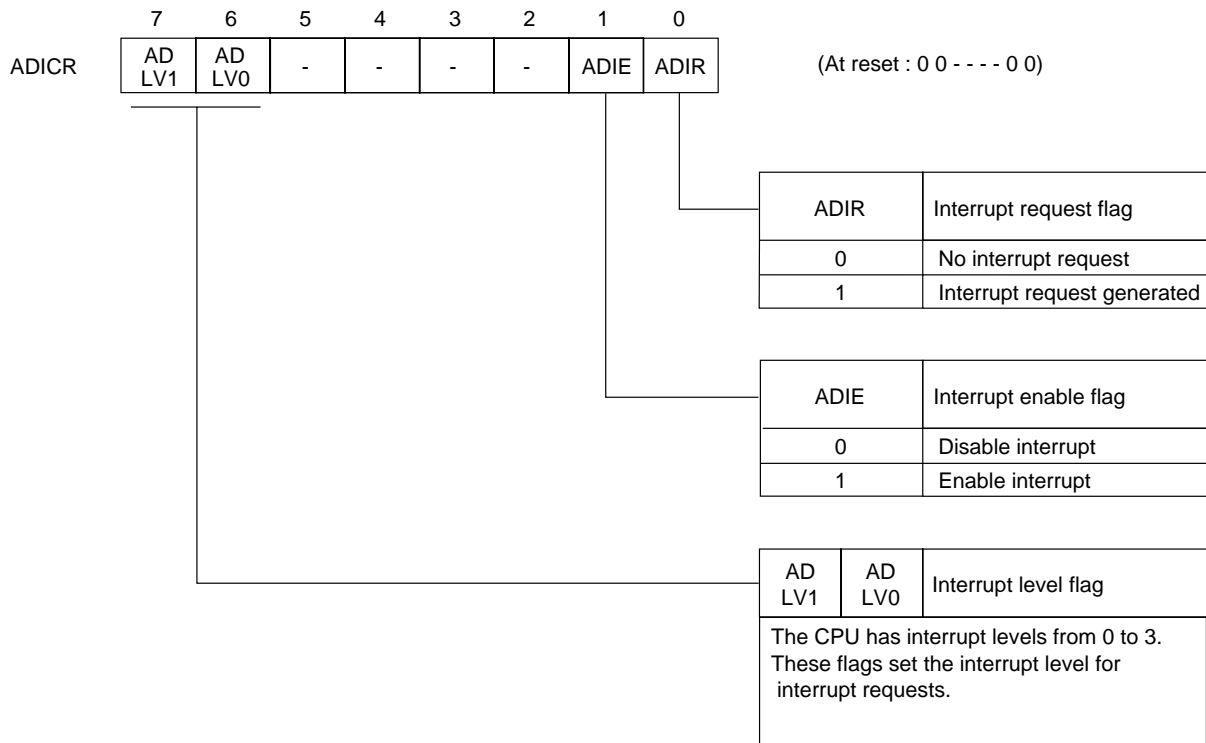 7 6 5 4 3 2 1 0
ADICR AD LV1 AD LV0 - - - - ADIE ADIR (At reset : 0 0 - - - - 0 0)
ADIR Interrupt request flag
0 No interrupt request
1 Interrupt request generated
ADIE Interrupt enable flag
0 Disable interrupt
1 Enable interrupt
AD LV1 AD LV0 Interrupt level flag
The CPU has interrupt levels from 0 to 3.
These flags set the interrupt level for
interrupt requests.